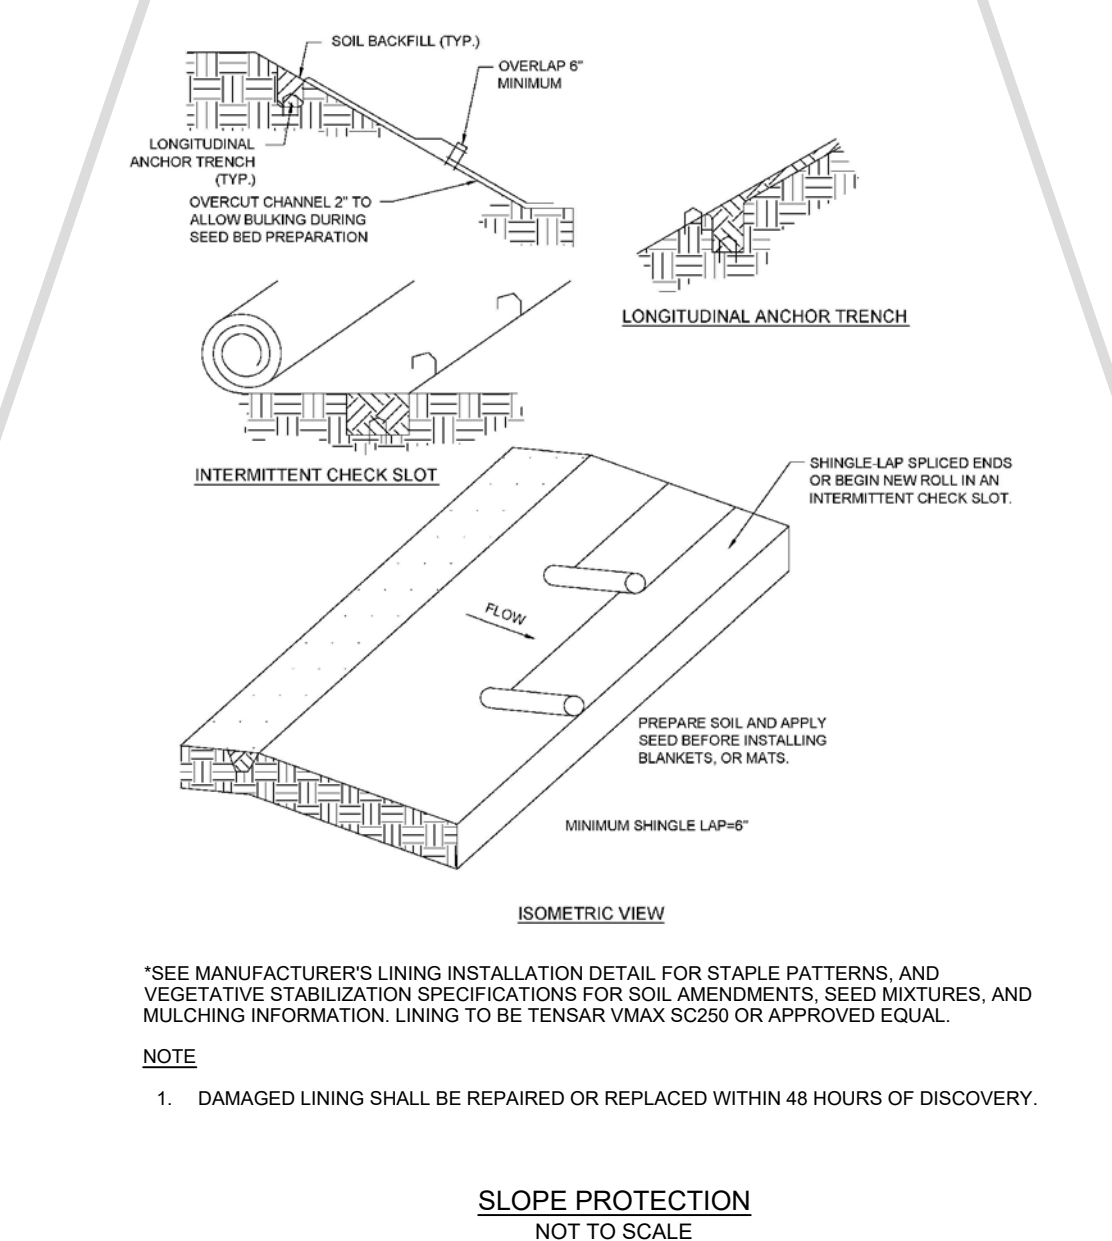 SOIL BACKFILL (TYP.)
OVERLAP 6"
MINIMUM
LONGITUDINAL
ANCHOR TRENCH
(TYP.)
OVERCUT CHANNEL 2" TO
ALLOW BULKING DURING
SEED BED PREPARATION
LONGITUDINAL ANCHOR TRENCH
INTERMITTENT CHECK SLOT
SHINGLE-LAP SPLICED ENDS
OR BEGIN NEW ROLL IN AN
INTERMITTENT CHECK SLOT.
FLOW
PREPARE SOIL AND APPLY
SEED BEFORE INSTALLING
BLANKETS, OR MATS.
MINIMUM SHINGLE LAP=6"
ISOMETRIC VIEW
*SEE MANUFACTURER'S LINING INSTALLATION DETAIL FOR STAPLE PATTERNS, AND
VEGETATIVE STABILIZATION SPECIFICATIONS FOR SOIL AMENDMENTS, SEED MIXTURES, AND
MULCHING INFORMATION. LINING TO BE TENSAR VMAX SC250 OR APPROVED EQUAL.
NOTE
1. DAMAGED LINING SHALL BE REPAIRED OR REPLACED WITHIN 48 HOURS OF DISCOVERY.
SLOPE PROTECTION
NOT TO SCALE